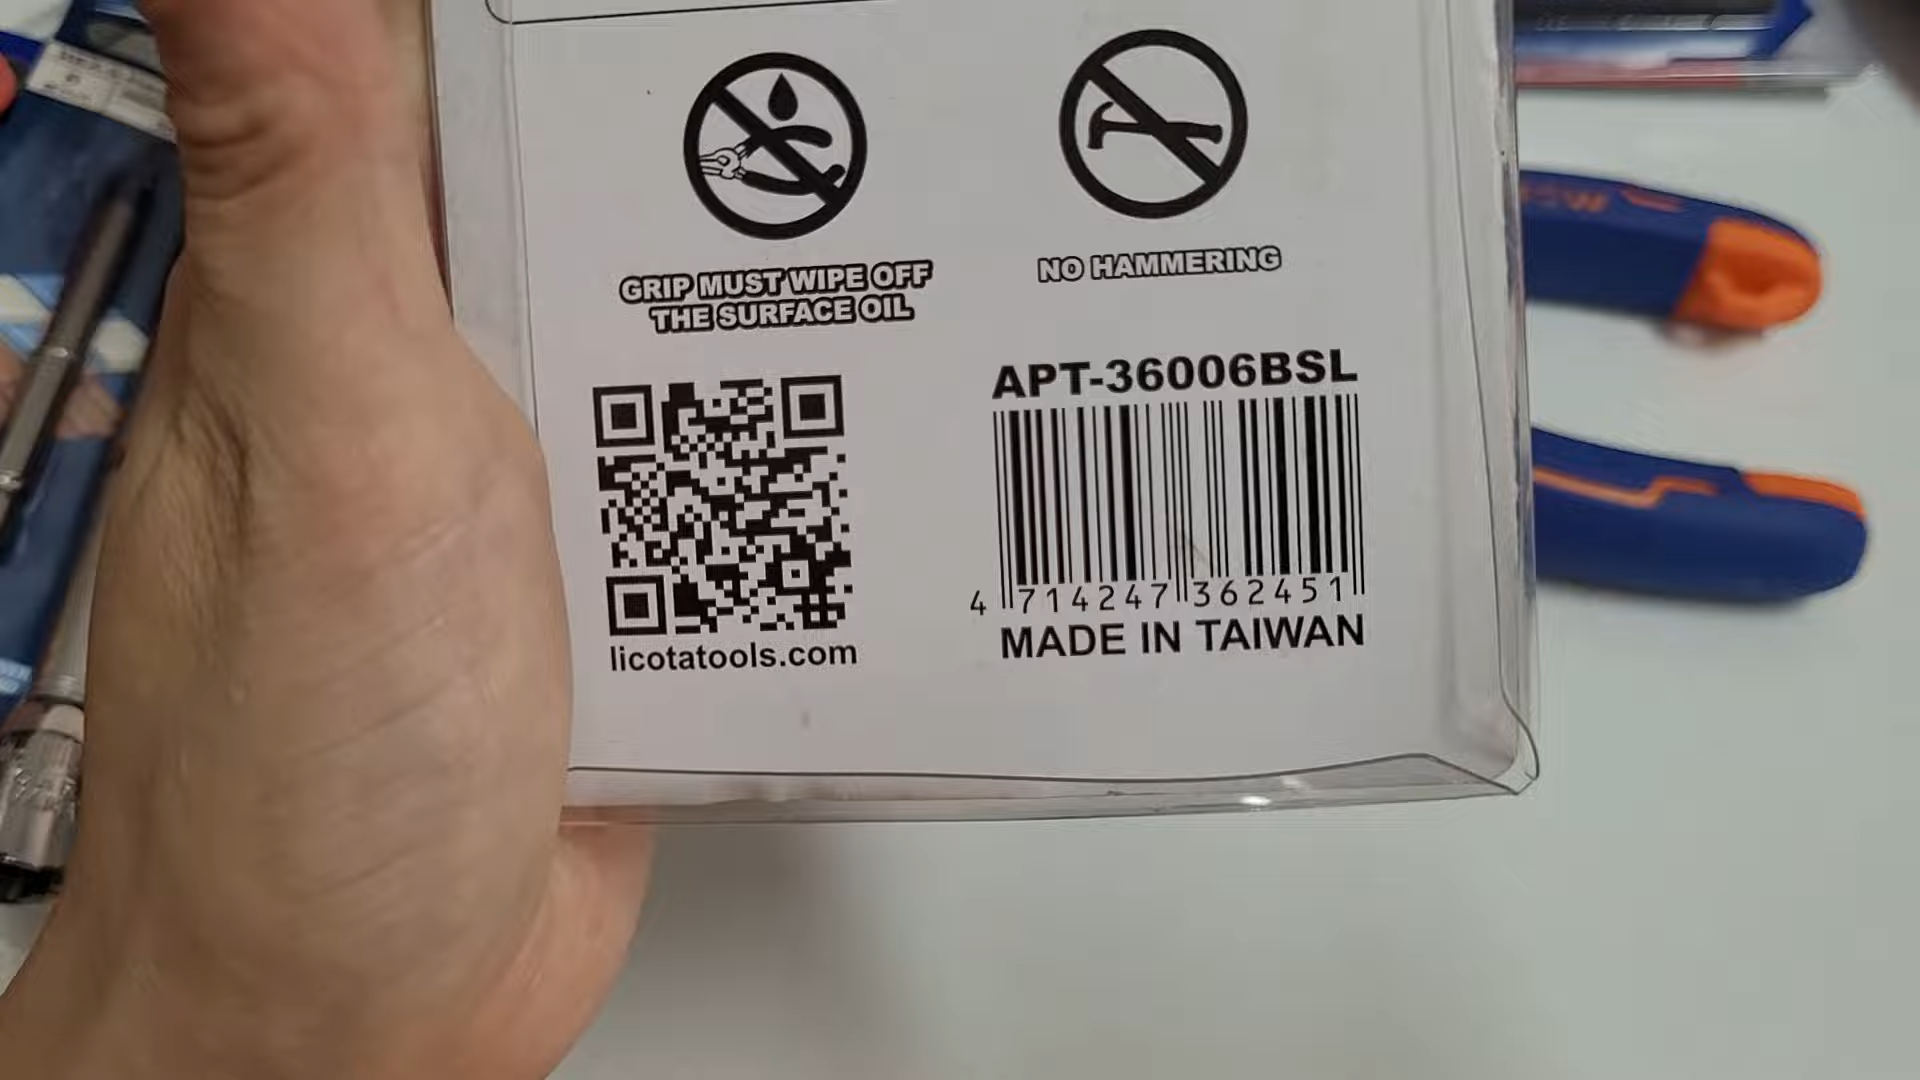 GRIP MUST WIPE OFF
THE SURFACE OIL
NO HAMMERING
APT-36006BSL
4 714247 362451
licotatools.com
MADE IN TAIWAN